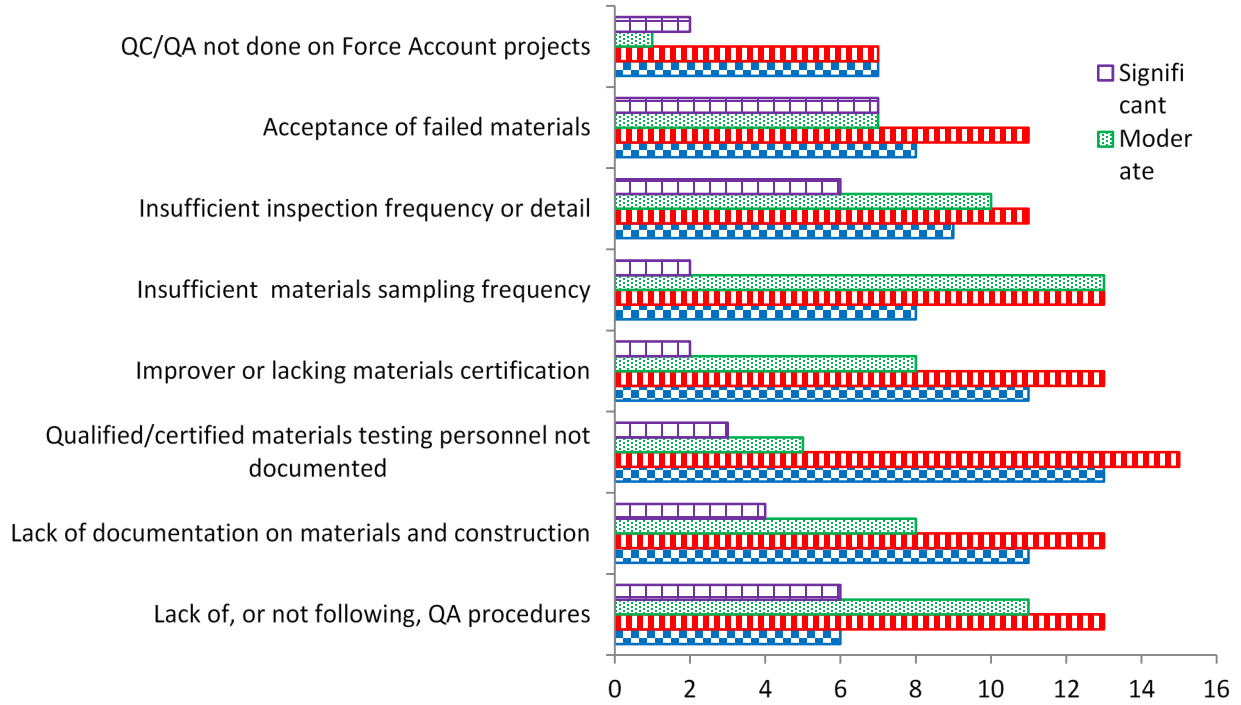 QC/QA not done on Force Account projects
Acceptance of failed materials
Insufficient inspection frequency or detail
Insufficient  materials sampling frequency
Improver or lacking materials certification
Qualified/certified materials testing personnel not
documented
Lack of documentation on materials and construction
Lack of, or not following, QA procedures
Signifi
cant
Moder
ate
0 2 4 6 8 10 12 14 16